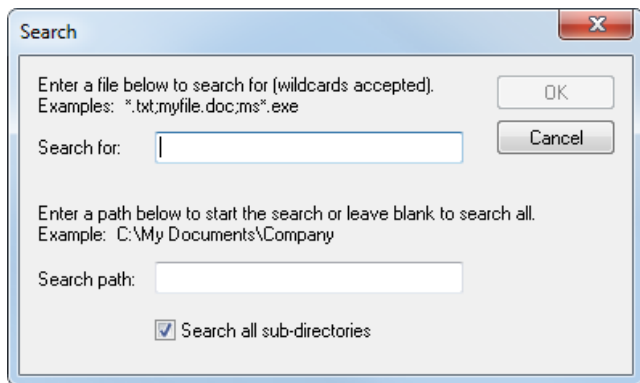 Search
Enter a file below to search for (wildcards accepted).
Examples: *.txt;myfile.doc;ms*.exe
OK
Search for:
Cancel
Enter a path below to start the search or leave blank to search all.
Example: C:\My Documents\Company
Search path:
Search all sub-directories